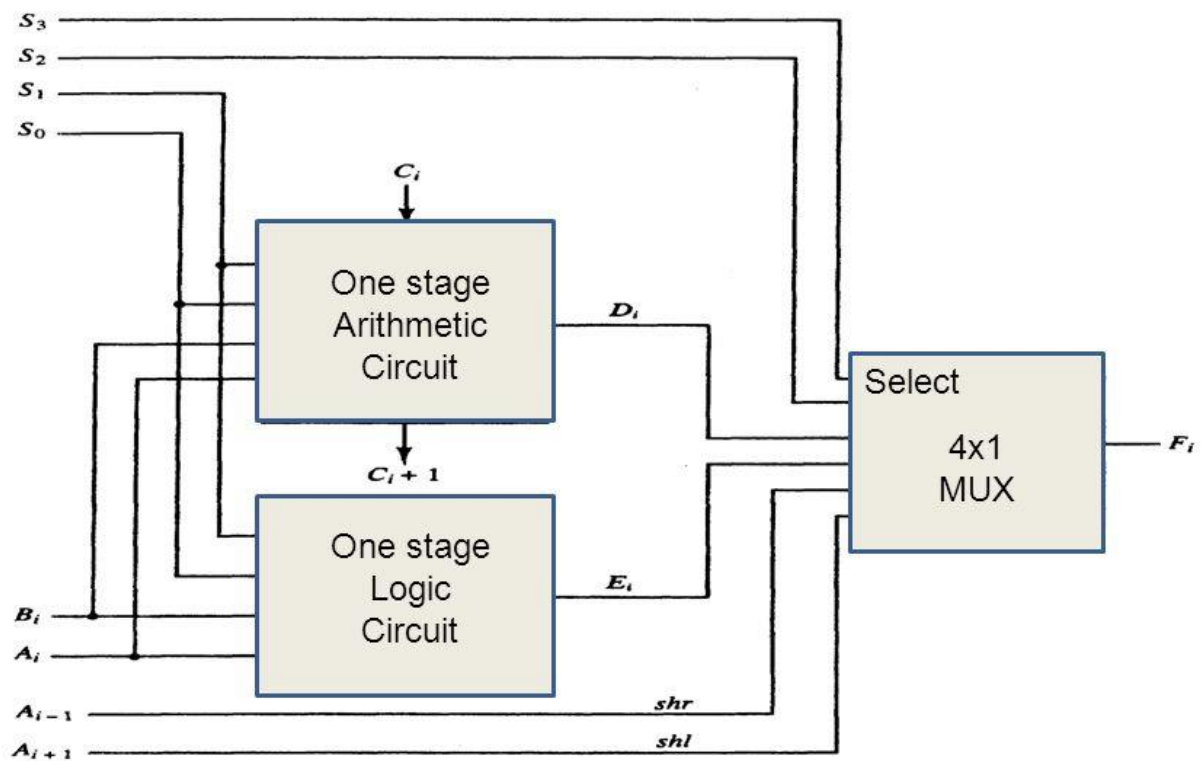 S₃
S₂
S₁
S₀
Cᵢ
One stage
Arithmetic
Circuit
Dᵢ
Select
4x1
MUX
Fᵢ
Cᵢ + 1
One stage
Logic
Circuit
Eᵢ
Bᵢ
Aᵢ
Aᵢ₋₁
shr
Aᵢ₊₁
shl